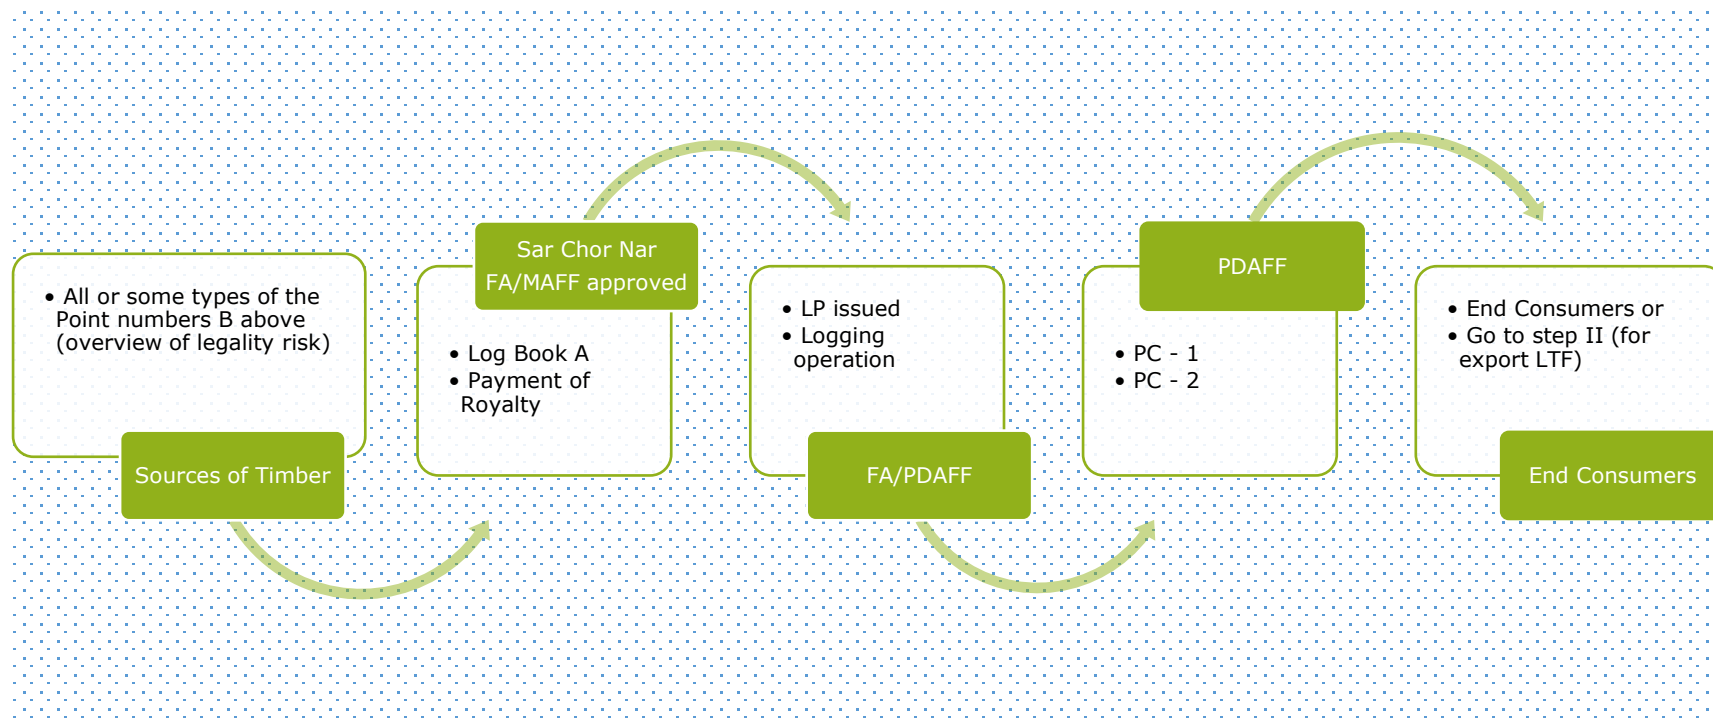 • All or some types of the
Point numbers B above
(overview of legality risk)
Sources of Timber
Sar Chor Nar
FA/MAFF approved
• Log Book A
• Payment of
Royalty
• LP issued
• Logging
operation
FA/PDAFF
PDAFF
• PC - 1
• PC - 2
• End Consumers or
• Go to step II (for
export LTF)
End Consumers